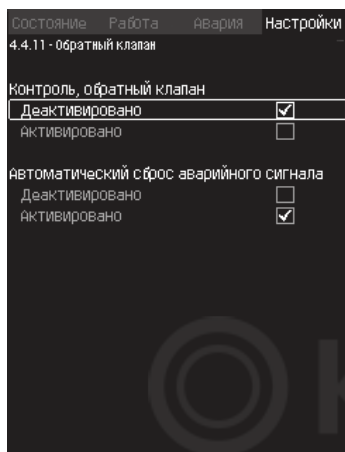 Состояние Работа Авария Настройки
4.4.11 - Обратный клапан
Контроль, обратный клапан
Деактивировано
Активировано
Автоматический сброс аварийного сигнала
Деактивировано
Активировано